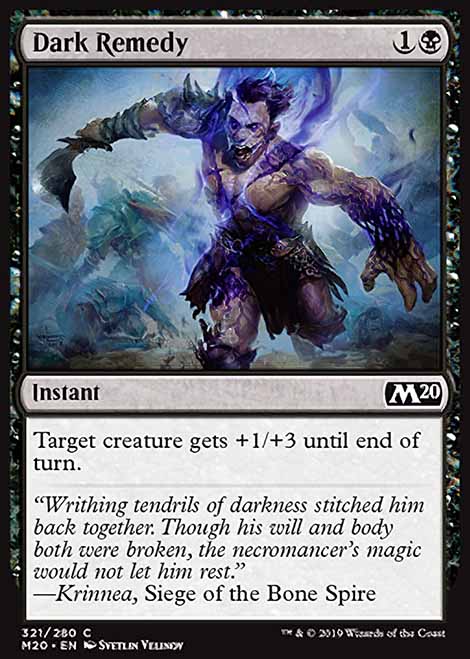 Dark Remedy 1
Instant M20
Target creature gets +1/+3 until end of
turn.
“Writhing tendrils of darkness stitched him
back together. Though his will and body
both were broken, the necromancer’s magic
would not let him rest.”
—Krinnea, Siege of the Bone Spire
321/280 C
M20 • EN Svetlin Velinov
™ & © 2019 Wizards of the Coast